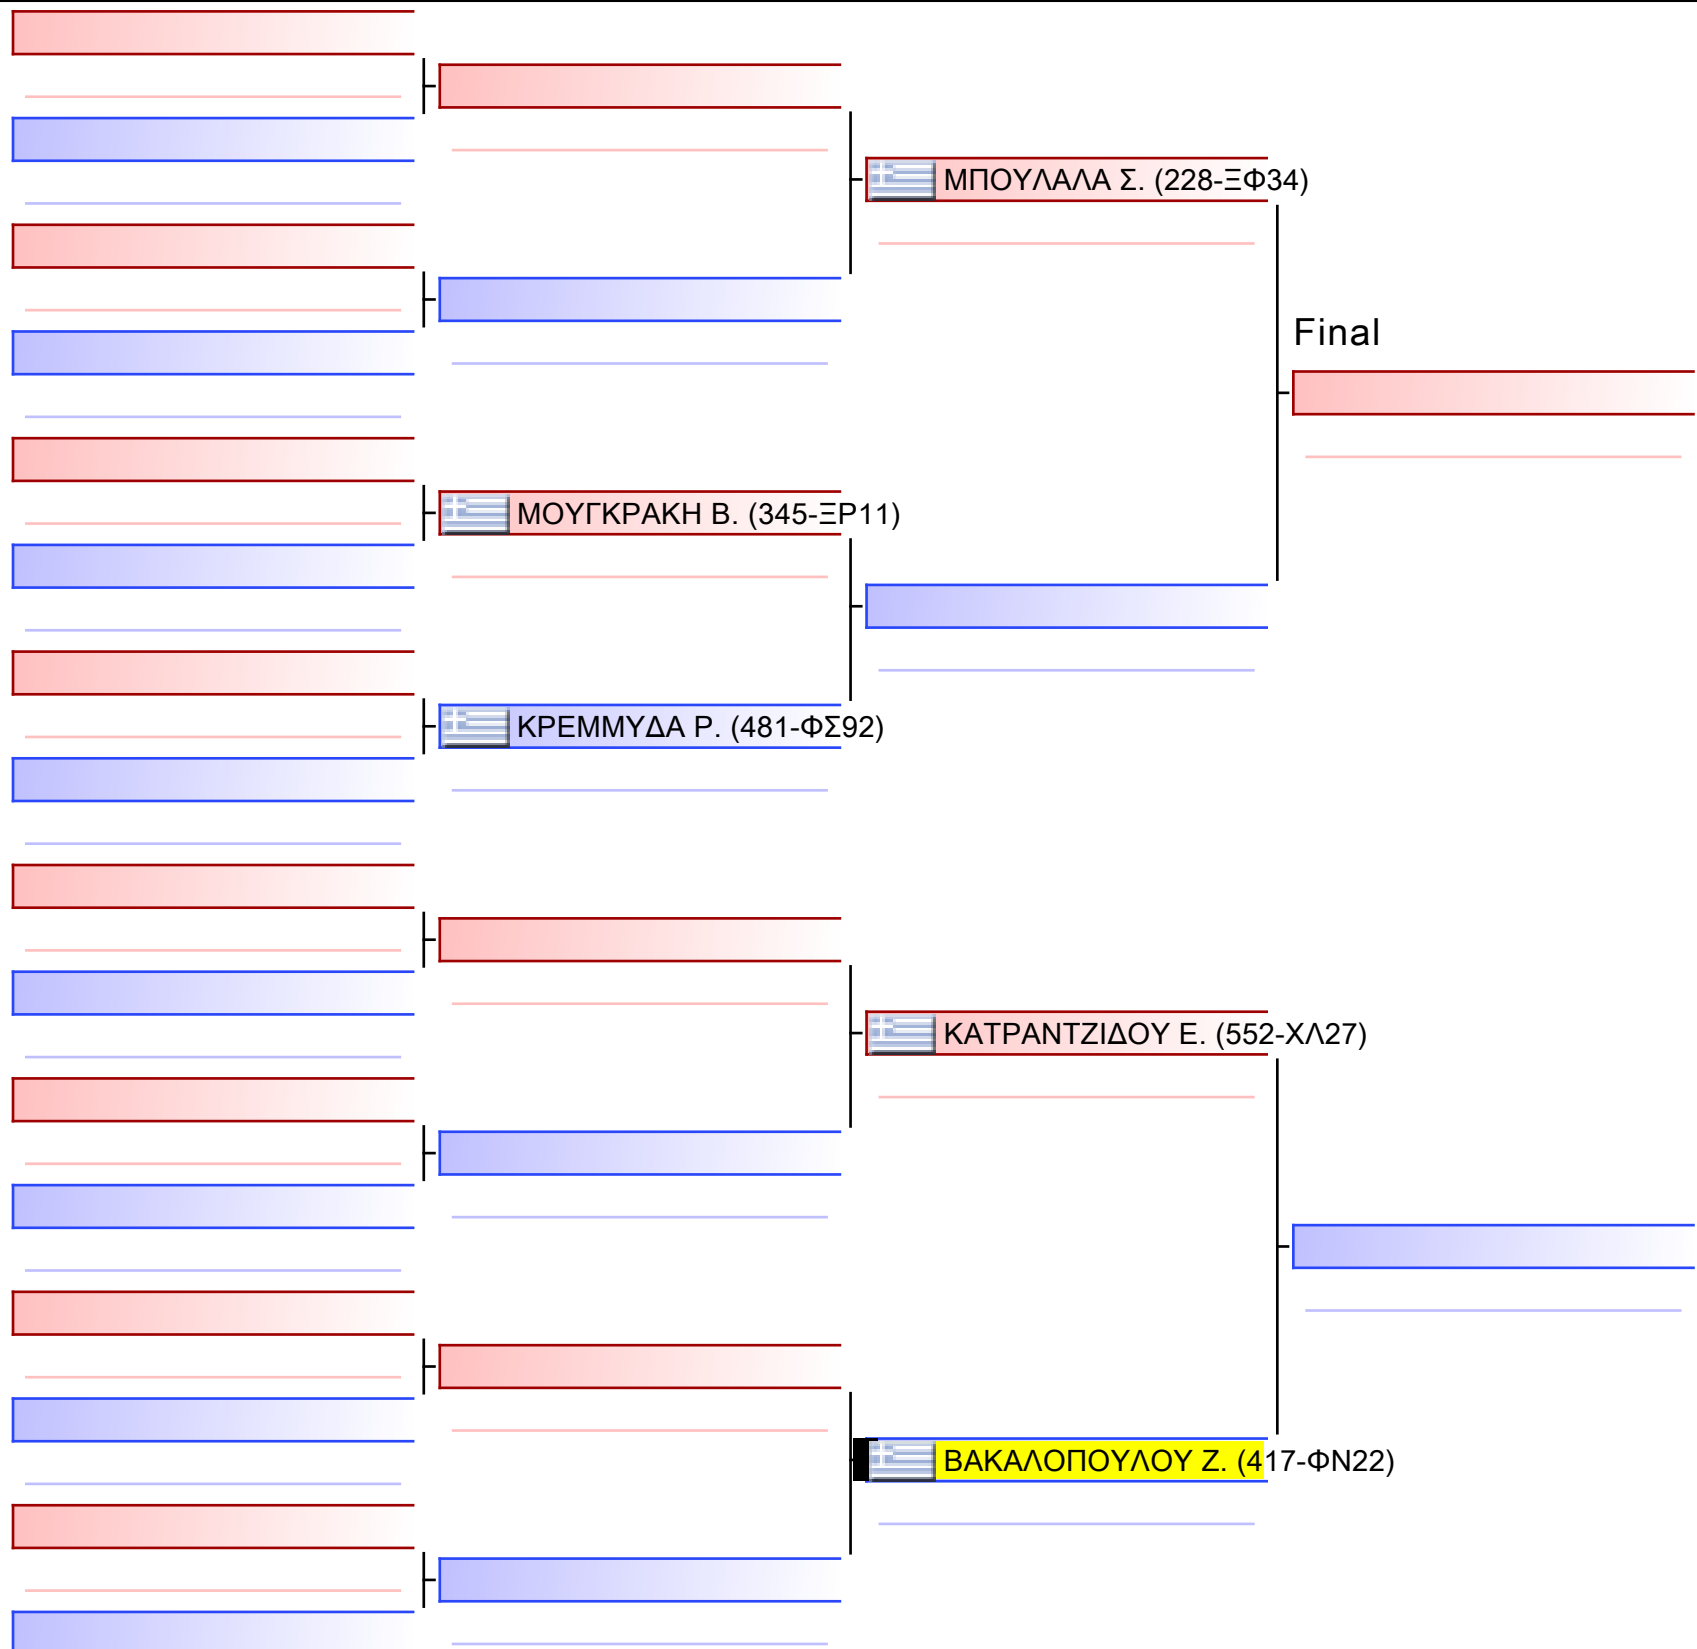 ΜΠΟΥΛΑΛΑ Σ. (228-ΞΦ34)
Final
ΜΟΥΓΚΡΑΚΗ Β. (345-ΞΡ11)
ΚΡΕΜΜΥΔΑ Ρ. (481-ΦΣ92)
ΚΑΤΡΑΝΤΖΙΔΟΥ Ε. (552-ΧΛ27)
ΒΑΚΑΛΟΠΟΥΛΟΥ Ζ. (417-ΦΝ22)